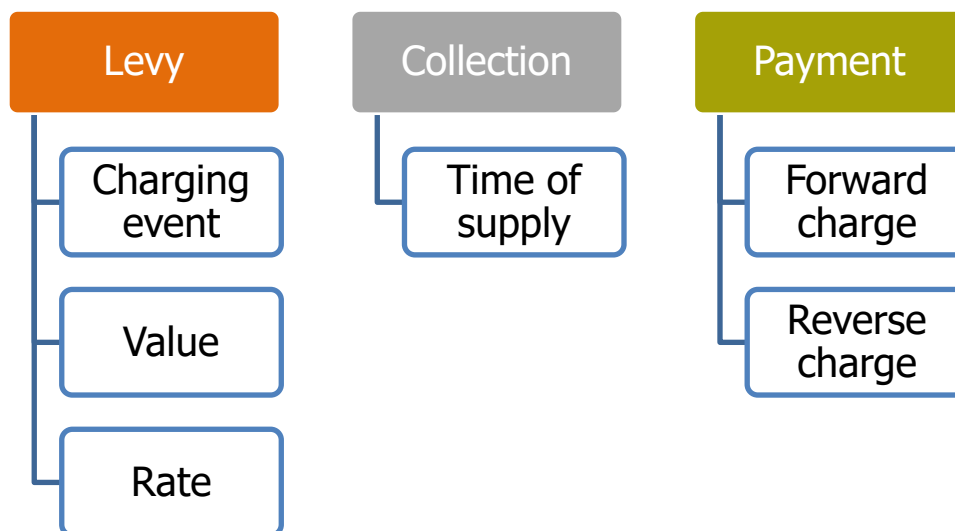 Levy
Charging
event
Value
Rate
Collection
Time of
supply
Payment
Forward
charge
Reverse
charge